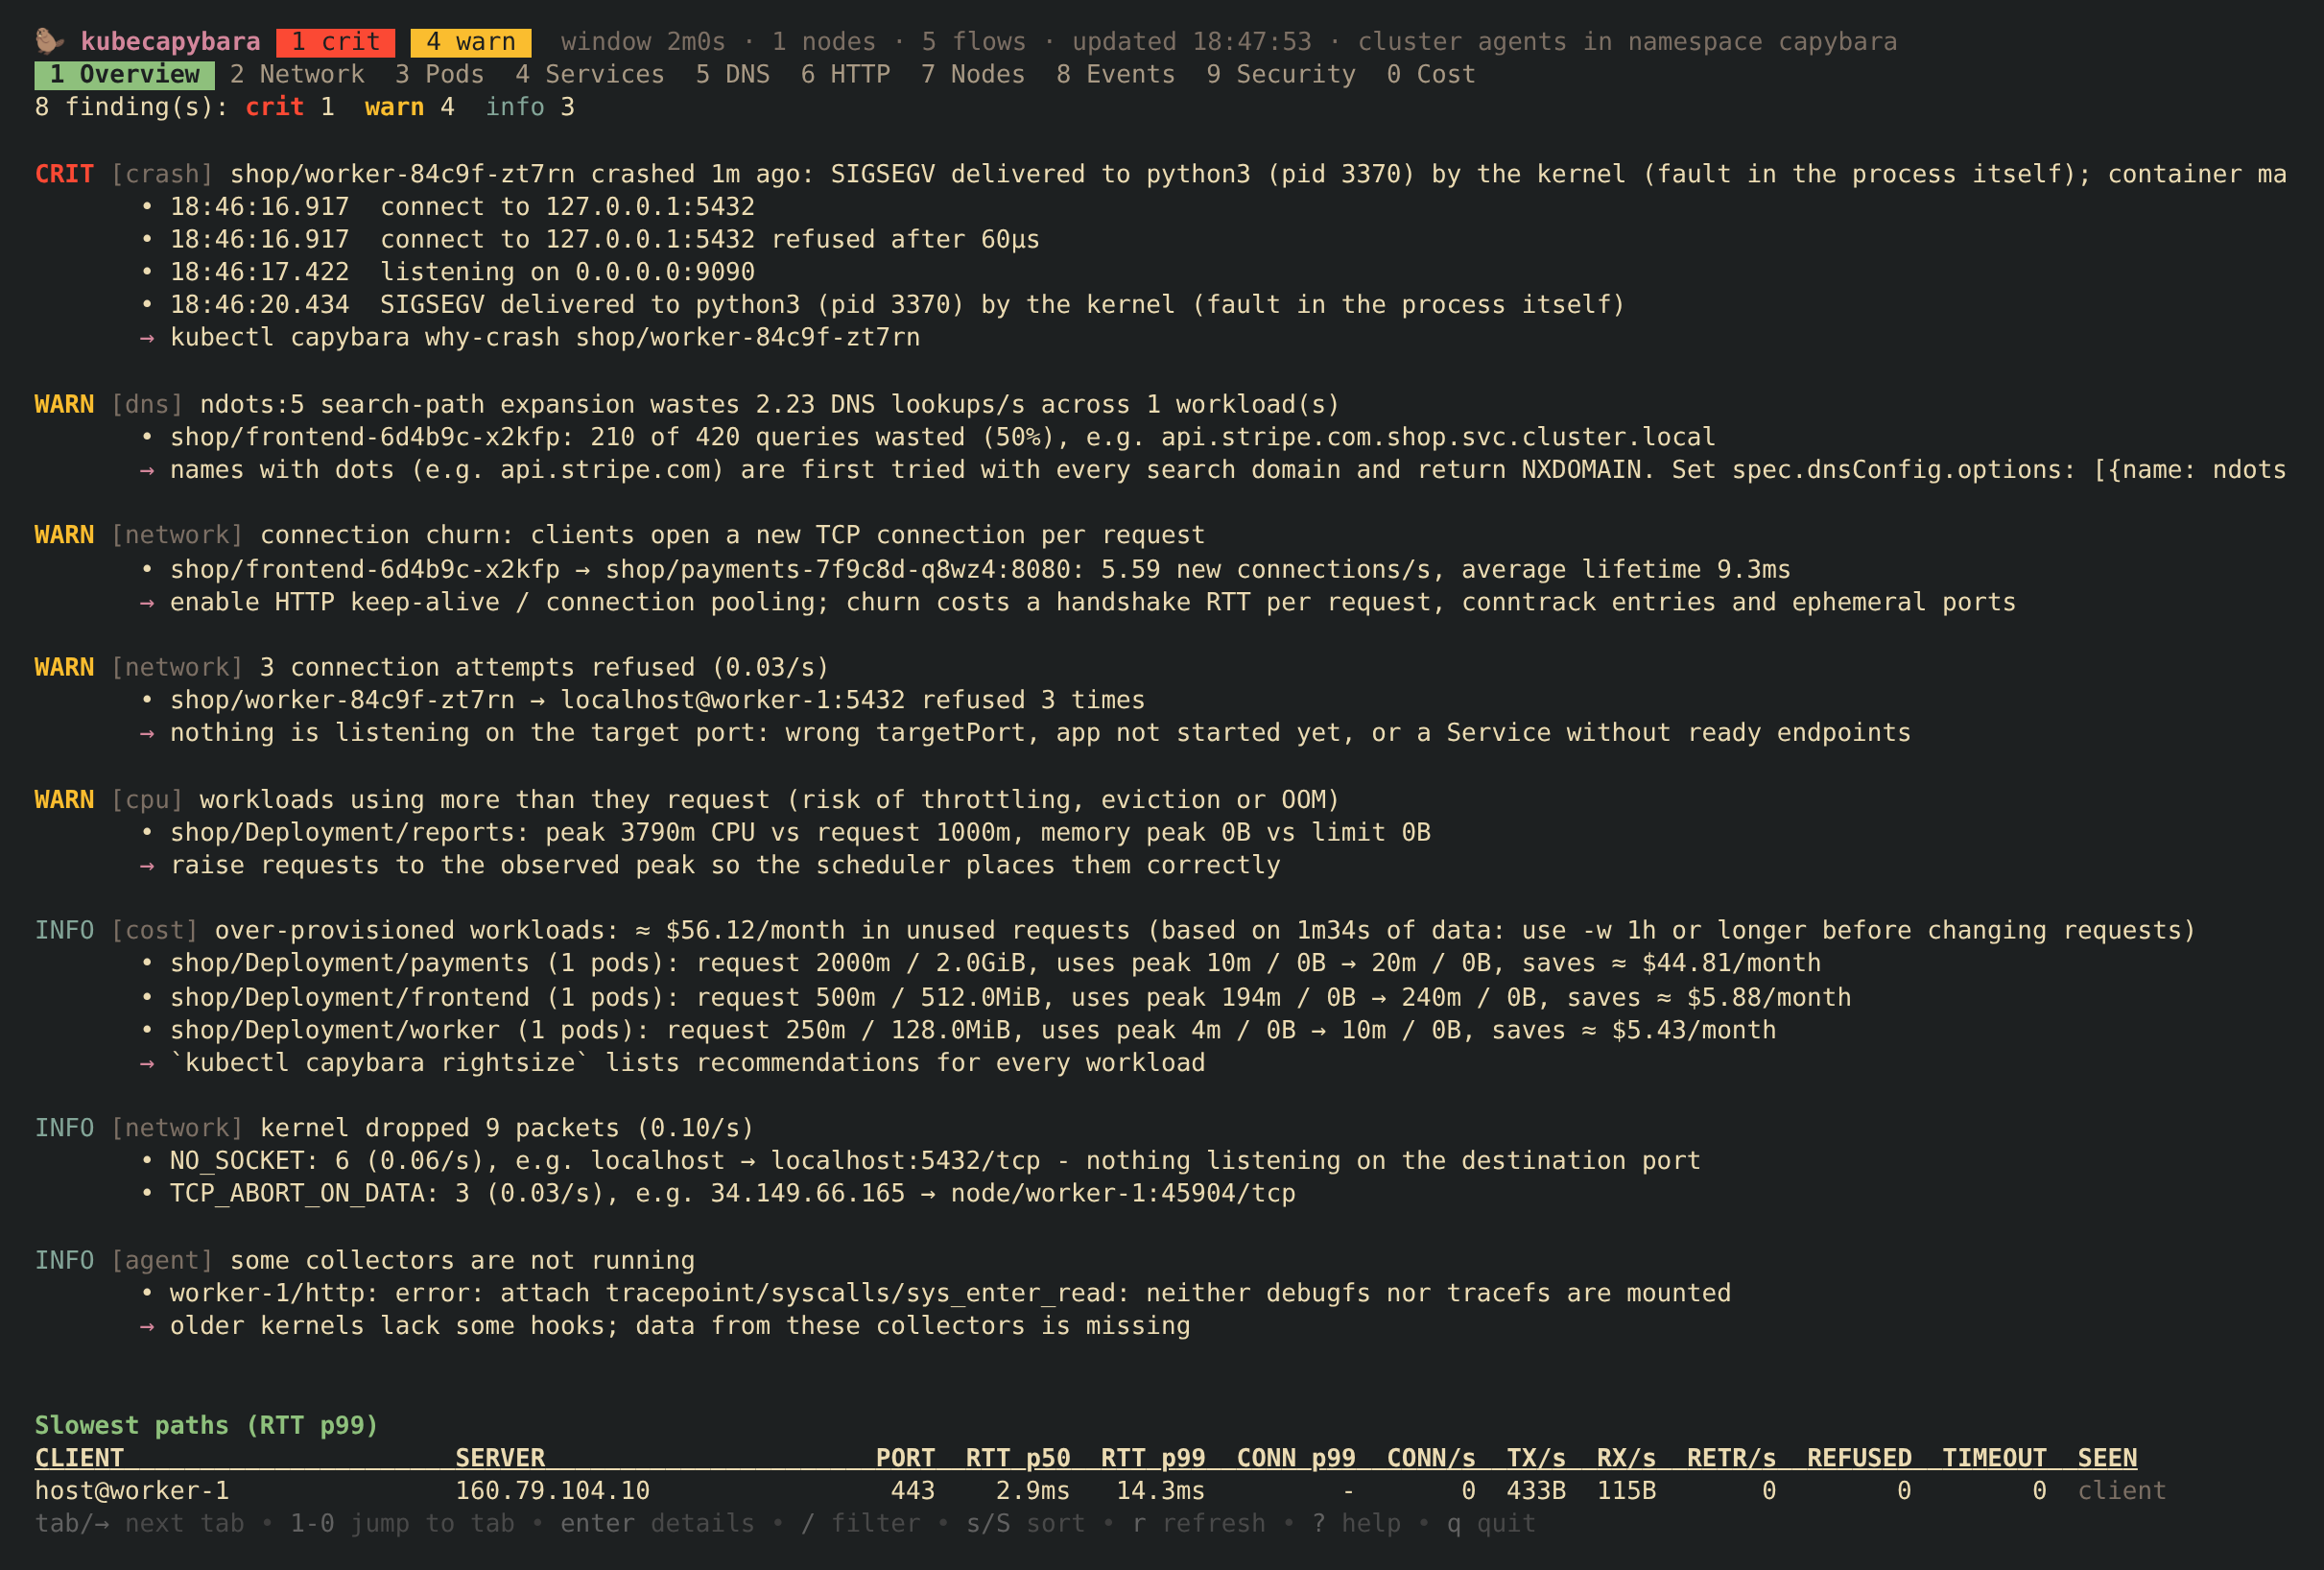 kubecapybara 1 crit 4 warn window 2m0s · 1 nodes · 5 flows · updated 18:47:53 · cluster agents in namespace capybara
1 Overview 2 Network 3 Pods 4 Services 5 DNS 6 HTTP 7 Nodes 8 Events 9 Security 0 Cost
8 finding(s): crit 1 warn 4 info 3
CRIT [crash] shop/worker-84c9f-zt7rn crashed 1m ago: SIGSEGV delivered to python3 (pid 3370) by the kernel (fault in the process itself); container ma
• 18:46:16.917 connect to 127.0.0.1:5432
• 18:46:16.917 connect to 127.0.0.1:5432 refused after 60µs
• 18:46:17.422 listening on 0.0.0.0:9090
• 18:46:20.434 SIGSEGV delivered to python3 (pid 3370) by the kernel (fault in the process itself)
→ kubectl capybara why-crash shop/worker-84c9f-zt7rn
WARN [dns] ndots:5 search-path expansion wastes 2.23 DNS lookups/s across 1 workload(s)
• shop/frontend-6d4b9c-x2kfp: 210 of 420 queries wasted (50%), e.g. api.stripe.com.shop.svc.cluster.local
→ names with dots (e.g. api.stripe.com) are first tried with every search domain and return NXDOMAIN. Set spec.dnsConfig.options: [{name: ndots
WARN [network] connection churn: clients open a new TCP connection per request
• shop/frontend-6d4b9c-x2kfp → shop/payments-7f9c8d-q8wz4:8080: 5.59 new connections/s, average lifetime 9.3ms
→ enable HTTP keep-alive / connection pooling; churn costs a handshake RTT per request, conntrack entries and ephemeral ports
WARN [network] 3 connection attempts refused (0.03/s)
• shop/worker-84c9f-zt7rn → localhost@worker-1:5432 refused 3 times
→ nothing is listening on the target port: wrong targetPort, app not started yet, or a Service without ready endpoints
WARN [cpu] workloads using more than they request (risk of throttling, eviction or OOM)
• shop/Deployment/reports: peak 3790m CPU vs request 1000m, memory peak 0B vs limit 0B
→ raise requests to the observed peak so the scheduler places them correctly
INFO [cost] over-provisioned workloads: ≈ $56.12/month in unused requests (based on 1m34s of data: use -w 1h or longer before changing requests)
• shop/Deployment/payments (1 pods): request 2000m / 2.0GiB, uses peak 10m / 0B → 20m / 0B, saves ≈ $44.81/month
• shop/Deployment/frontend (1 pods): request 500m / 512.0MiB, uses peak 194m / 0B → 240m / 0B, saves ≈ $5.88/month
• shop/Deployment/worker (1 pods): request 250m / 128.0MiB, uses peak 4m / 0B → 10m / 0B, saves ≈ $5.43/month
→ `kubectl capybara rightsize` lists recommendations for every workload
INFO [network] kernel dropped 9 packets (0.10/s)
• NO_SOCKET: 6 (0.06/s), e.g. localhost → localhost:5432/tcp - nothing listening on the destination port
• TCP_ABORT_ON_DATA: 3 (0.03/s), e.g. 34.149.66.165 → node/worker-1:45904/tcp
INFO [agent] some collectors are not running
• worker-1/http: error: attach tracepoint/syscalls/sys_enter_read: neither debugfs nor tracefs are mounted
→ older kernels lack some hooks; data from these collectors is missing
Slowest paths (RTT p99)
CLIENT SERVER PORT RTT p50 RTT p99 CONN p99 CONN/s TX/s RX/s RETR/s REFUSED TIMEOUT SEEN
host@worker-1 160.79.104.10 443 2.9ms 14.3ms - 0 433B 115B 0 0 0 client
tab/→ next tab • 1-0 jump to tab • enter details • / filter • s/S sort • r refresh • ? help • q quit